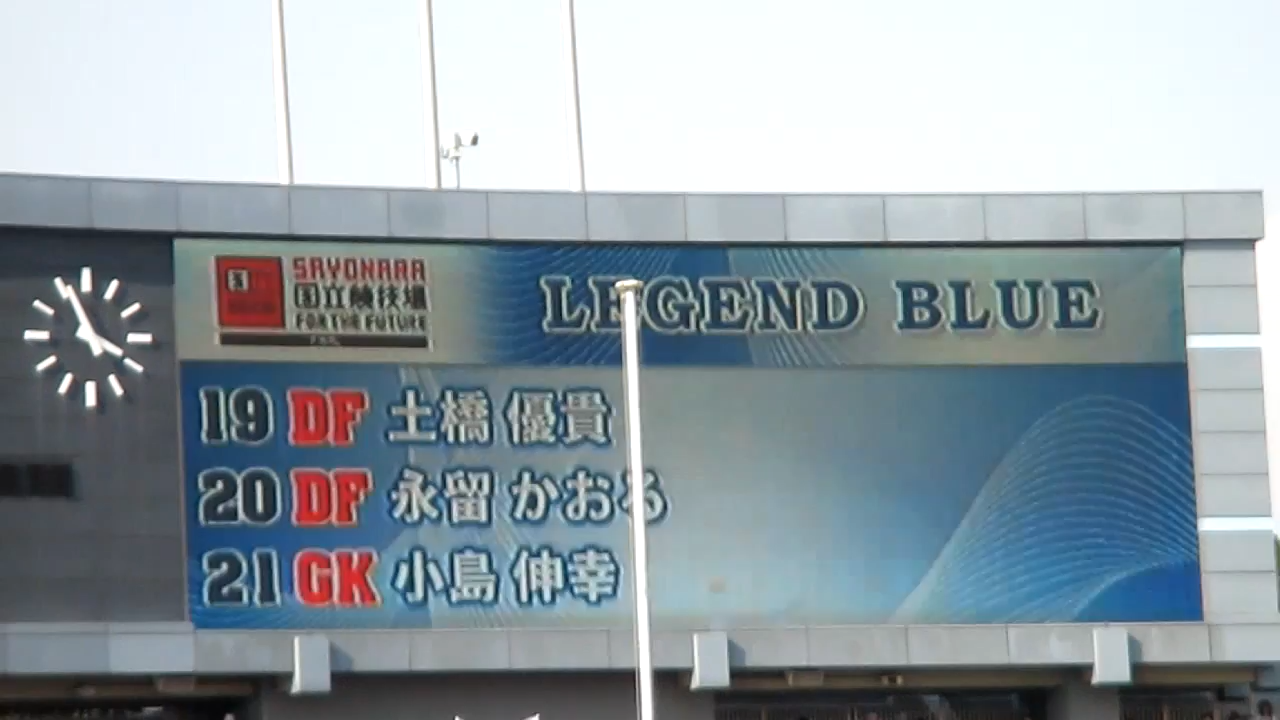 SAYONARA
国立競技場
FOR THE FUTURE
LEGEND BLUE
19 DF 土橋 優貴
20 DF 永留 かおる
21 GK 小島 伸幸